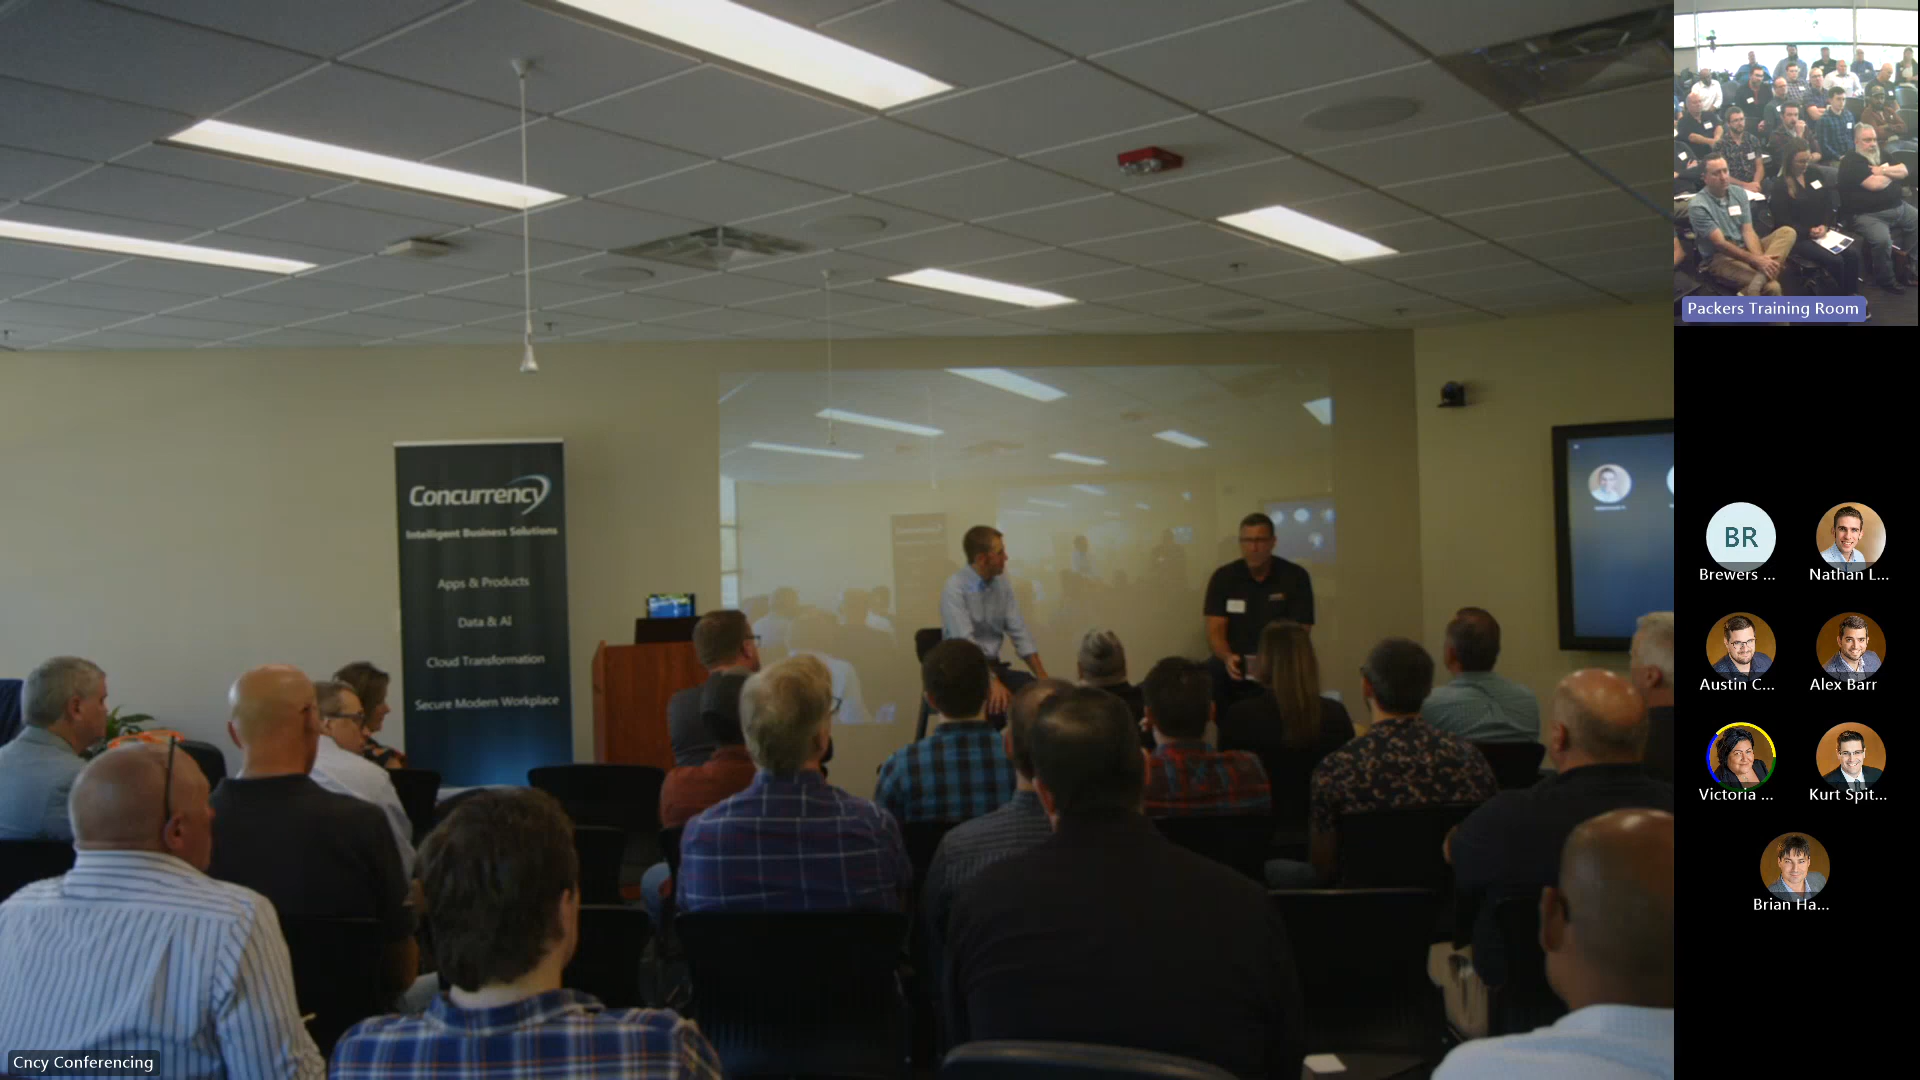 Concurrency
Intelligent Business Solutions
Apps & Products
Data & AI
Cloud Transformation
Secure Modern Workplace
Cncy Conferencing
Packers Training Room
BR
Brewers ...
Nathan L...
Austin C...
Alex Barr
Victoria ...
Kurt Spit...
Brian Ha...